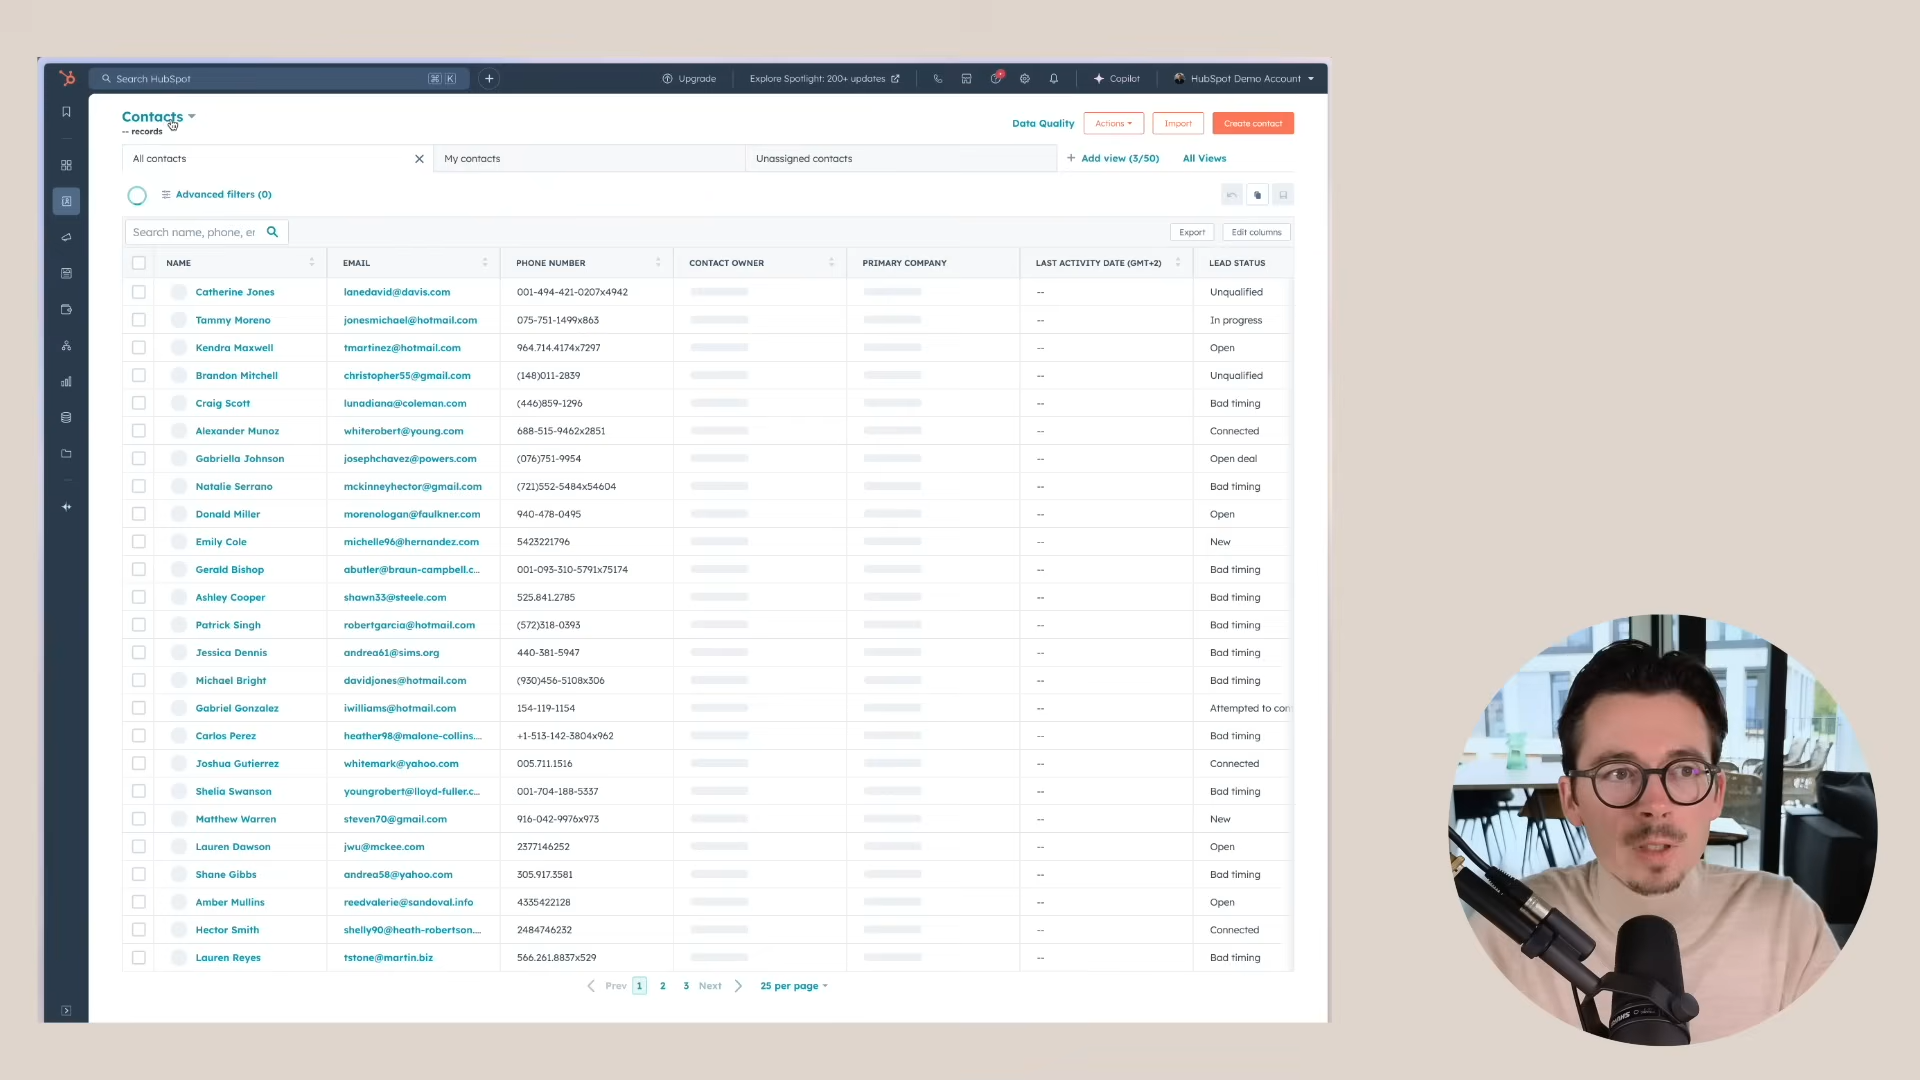 Search HubSpot ⌘ K
Upgrade Explore Spotlight: 200+ updates Copilot HubSpot Demo Account
Contacts
-- records
Data Quality Actions Import Create contact
All contacts My contacts Unassigned contacts + Add view (3/50) All Views
Advanced filters (0)
Search name, phone, er Export Edit columns
NAME EMAIL PHONE NUMBER CONTACT OWNER PRIMARY COMPANY LAST ACTIVITY DATE (GMT+2) LEAD STATUS
Catherine Jones lanedavid@davis.com 001-494-421-0207x4942 -- Unqualified
Tammy Moreno jonesmichael@hotmail.com 075-751-1499x863 -- In progress
Kendra Maxwell tmartinez@hotmail.com 964.714.4174x7297 -- Open
Brandon Mitchell christopher55@gmail.com (148)011-2839 -- Unqualified
Craig Scott lunadiana@coleman.com (446)859-1296 -- Bad timing
Alexander Munoz whiterobert@young.com 688-515-9462x2851 -- Connected
Gabriella Johnson josephchavez@powers.com (076)751-9954 -- Open deal
Natalie Serrano mckinneyhector@gmail.com (721)552-5484x54604 -- Bad timing
Donald Miller morenologan@faulkner.com 940-478-0495 -- Open
Emily Cole michelle96@hernandez.com 5423221796 -- New
Gerald Bishop abutler@braun-campbell.c... 001-093-310-5791x75174 -- Bad timing
Ashley Cooper shawn33@steele.com 525.841.2785 -- Bad timing
Patrick Singh robertgarcia@hotmail.com (572)318-0393 -- Bad timing
Jessica Dennis andrea61@sims.org 440-381-5947 -- Bad timing
Michael Bright davidjones@hotmail.com (930)456-5108x306 -- Bad timing
Gabriel Gonzalez iwilliams@hotmail.com 154-119-1154 -- Attempted to con
Carlos Perez heather98@malone-collins.... +1-513-142-3804x962 -- Bad timing
Joshua Gutierrez whitemark@yahoo.com 005.711.1516 -- Connected
Shelia Swanson youngrobert@lloyd-fuller.c... 001-704-188-5337 -- Bad timing
Matthew Warren steven70@gmail.com 916-042-9976x973 -- New
Lauren Dawson jwu@mckee.com 2377146252 -- Open
Shane Gibbs andrea58@yahoo.com 305.917.3581 -- Bad timing
Amber Mullins reedvalerie@sandoval.info 4335422128 -- Open
Hector Smith shelly90@heath-robertson.... 2484746232 -- Connected
Lauren Reyes tstone@martin.biz 566.261.8837x529 -- Bad timing
Prev 1 2 3 Next 25 per page